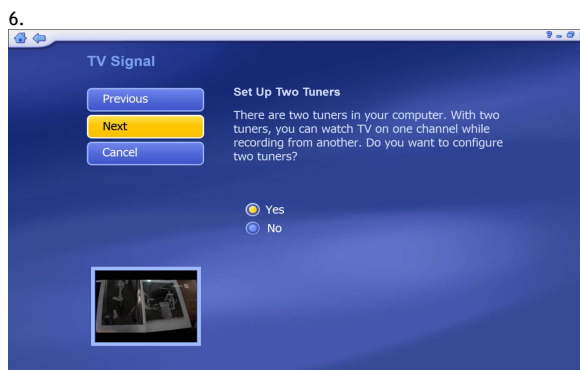 6.
TV Signal
Previous
Next
Cancel
Set Up Two Tuners
There are two tuners in your computer. With two
tuners, you can watch TV on one channel while
recording from another. Do you want to configure
two tuners?
Yes
No